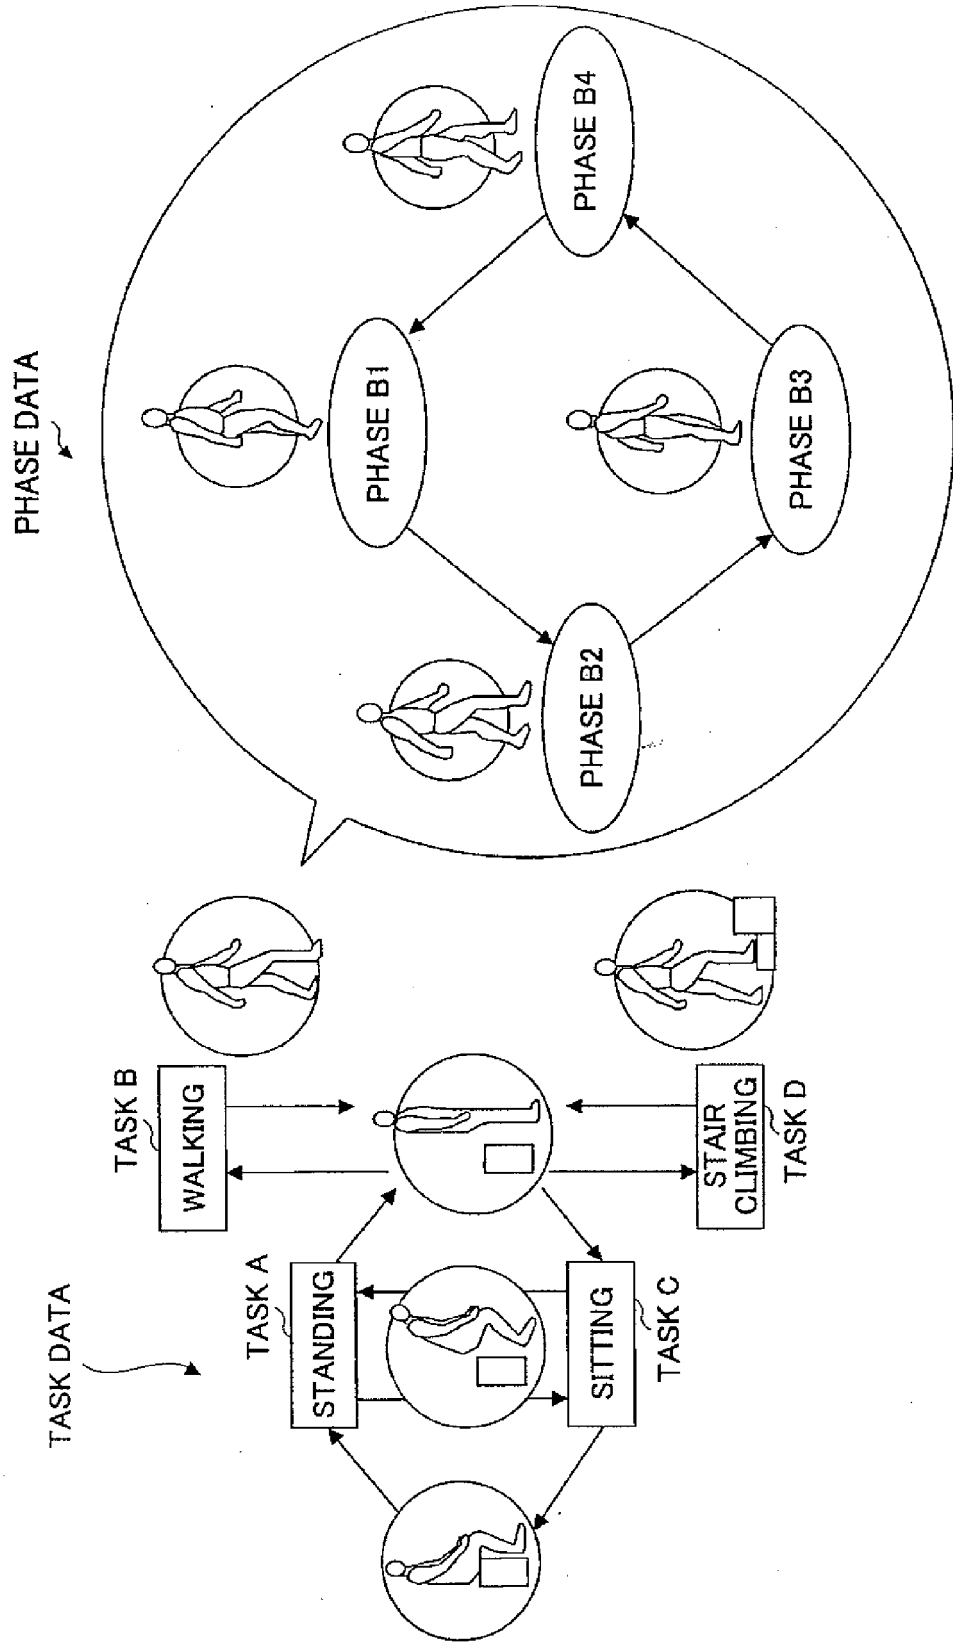 TASK DATA
PHASE DATA
TASK A
STANDING
TASK B
WALKING
SITTING
TASK C
STAIR
CLIMBING
TASK D
PHASE B1
PHASE B2
PHASE B3
PHASE B4